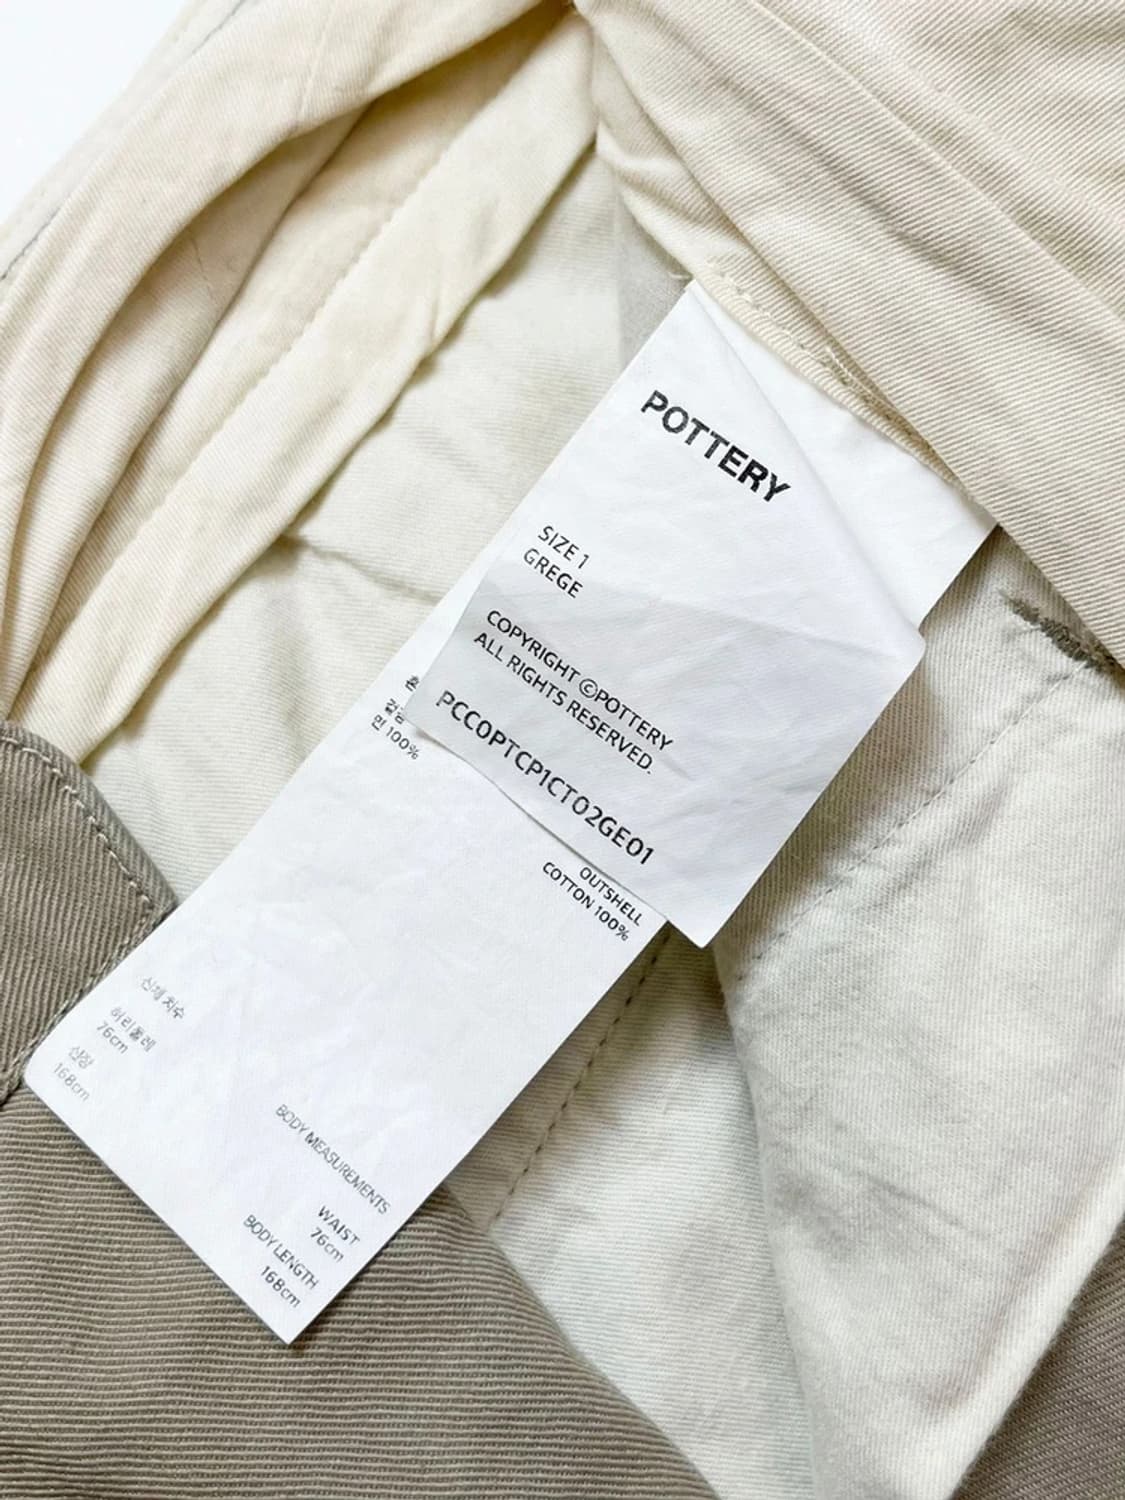 POTTERY
SIZE 1
GREGE
COPYRIGHT ©POTTERY
ALL RIGHTS RESERVED.
PCC0PTCP1CT02GE01
면 100%
OUTSHELL
COTTON 100%
신체 치수
허리둘레
76cm
신장
168cm
BODY MEASUREMENTS
WAIST
76cm
BODY LENGTH
168cm